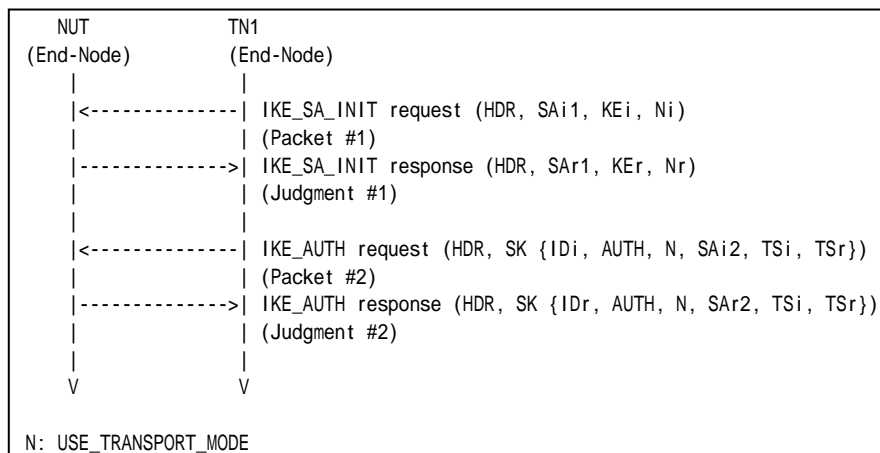 NUT TN1
(End-Node) (End-Node)
| |
|<--------------| IKE_SA_INIT request (HDR, SAi1, KEi, Ni)
| | (Packet #1)
|-------------->| IKE_SA_INIT response (HDR, SAr1, KEr, Nr)
| | (Judgment #1)
| |
|<--------------| IKE_AUTH request (HDR, SK {IDi, AUTH, N, SAi2, TSi, TSr})
| | (Packet #2)
|-------------->| IKE_AUTH response (HDR, SK {IDr, AUTH, N, SAr2, TSi, TSr})
| | (Judgment #2)
| |
V V
N: USE_TRANSPORT_MODE